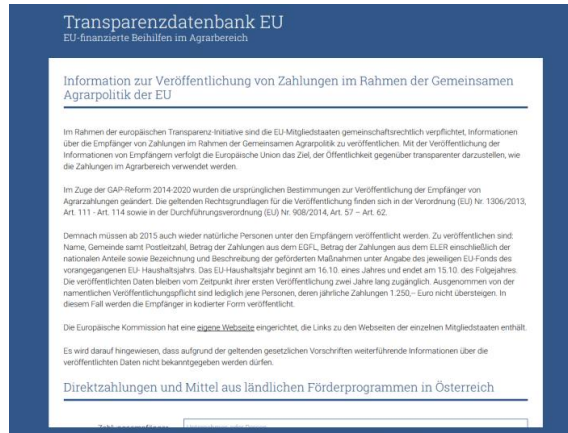 Transparenzdatenbank EU
EU-finanzierte Beihilfen im Agrarbereich
Information zur Veröffentlichung von Zahlungen im Rahmen der Gemeinsamen
Agrarpolitik der EU
Im Rahmen der europäischen Transparenz-Initiative sind die EU-Mitgliedstaaten gemeinschaftsrechtlich verpflichtet, Informationen
über die Empfänger von Zahlungen im Rahmen der Gemeinsamen Agrarpolitik zu veröffentlichen. Mit der Veröffentlichung der
Informationen von Empfängern verfolgt die Europäische Union das Ziel, der Öffentlichkeit gegenüber transparenter darzustellen, wie
die Zahlungen im Agrarbereich verwendet werden.
Im Zuge der GAP-Reform 2014-2020 wurden die ursprünglichen Bestimmungen zur Veröffentlichung der Empfänger von
Agrarzahlungen geändert. Die geltenden Rechtsgrundlagen für die Veröffentlichung finden sich in der Verordnung (EU) Nr. 1306/2013,
Art. 111 - Art. 114 sowie in der Durchführungsverordnung (EU) Nr. 908/2014, Art. 57 – Art. 62.
Demnach müssen ab 2015 auch wieder natürliche Personen unter den Empfängern veröffentlicht werden. Zu veröffentlichen sind:
Name, Gemeinde samt Postleitzahl, Betrag der Zahlungen aus dem EGFL, Betrag der Zahlungen aus dem ELER einschließlich der
nationalen Anteile sowie Bezeichnung und Beschreibung der geförderten Maßnahmen unter Angabe des jeweiligen EU-Fonds des
vorangegangenen EU- Haushaltsjahrs. Das EU-Haushaltsjahr beginnt am 16.10. eines Jahres und endet am 15.10. des Folgejahres.
Die veröffentlichten Daten bleiben vom Zeitpunkt ihrer ersten Veröffentlichung zwei Jahre lang zugänglich. Ausgenommen von der
namentlichen Veröffentlichungspflicht sind lediglich jene Personen, deren jährliche Zahlungen 1.250,– Euro nicht übersteigen. In
diesem Fall werden die Empfänger in kodierter Form veröffentlicht.
Die Europäische Kommission hat eine eigene Webseite eingerichtet, die Links zu den Webseiten der einzelnen Mitgliedstaaten enthält.
Es wird darauf hingewiesen, dass aufgrund der geltenden gesetzlichen Vorschriften weiterführende Informationen über die
veröffentlichten Daten nicht bekanntgegeben werden dürfen.
Direktzahlungen und Mittel aus ländlichen Förderprogrammen in Österreich